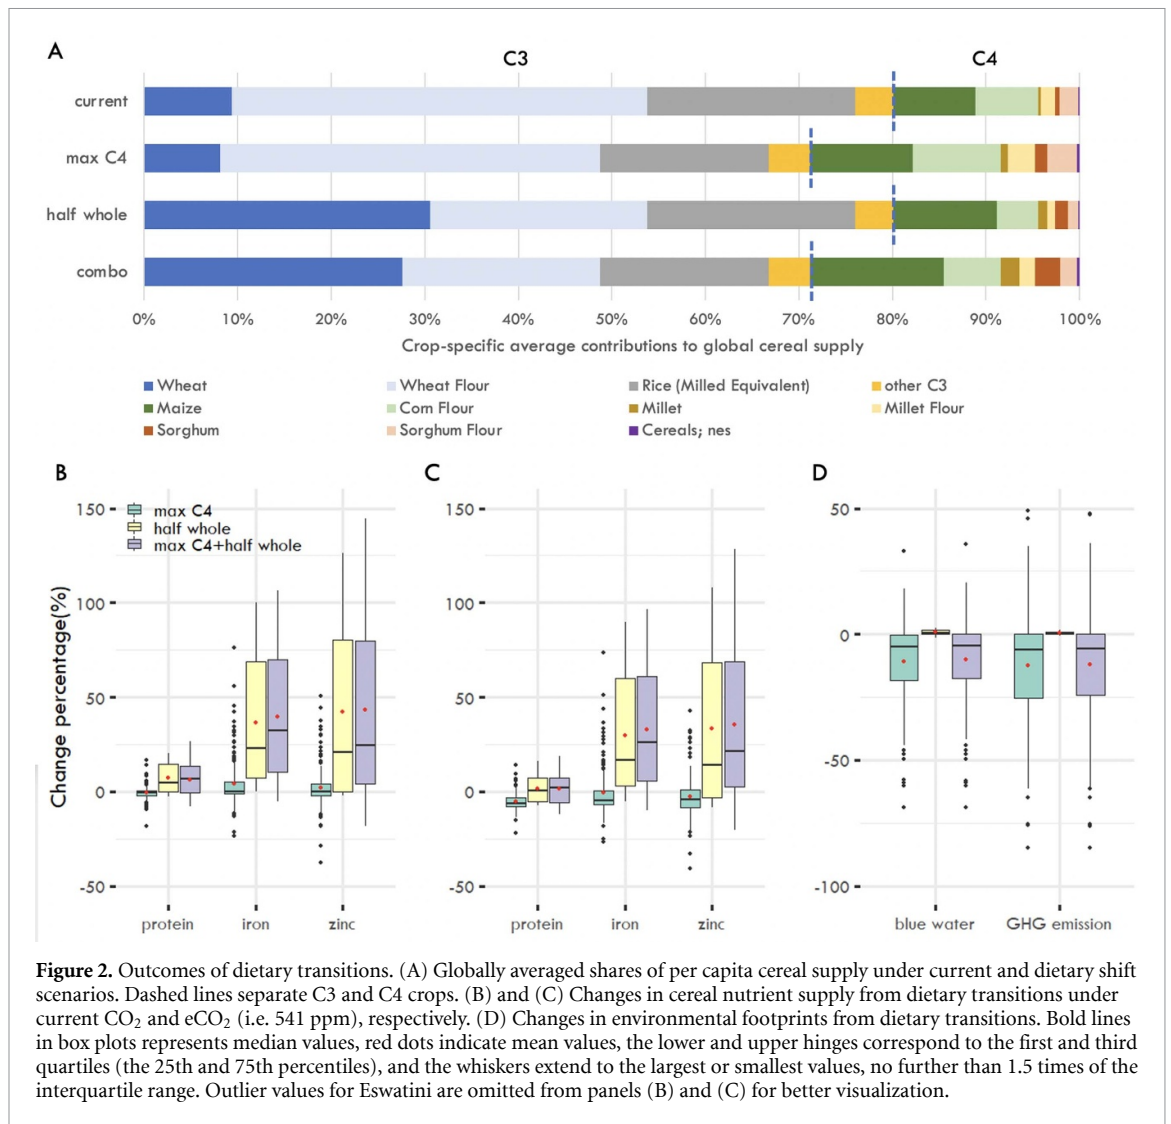 A
C3
C4
current
max C4
half whole
combo
0%
10%
20%
30%
40%
50%
60%
70%
80%
90%
100%
Crop-specific average contributions to global cereal supply
Wheat
Wheat Flour
Rice (Milled Equivalent)
other C3
Maize
Corn Flour
Millet
Millet Flour
Sorghum
Sorghum Flour
Cereals; nes
B
Change percentage(%)
150
100
50
0
-50
max C4
half whole
max C4+half whole
protein
iron
zinc
C
150
100
50
0
-50
protein
iron
zinc
D
50
0
-50
-100
blue water
GHG emission
Figure 2. Outcomes of dietary transitions. (A) Globally averaged shares of per capita cereal supply under current and dietary shift
scenarios. Dashed lines separate C3 and C4 crops. (B) and (C) Changes in cereal nutrient supply from dietary transitions under
current CO₂ and eCO₂ (i.e. 541 ppm), respectively. (D) Changes in environmental footprints from dietary transitions. Bold lines
in box plots represents median values, red dots indicate mean values, the lower and upper hinges correspond to the first and third
quartiles (the 25th and 75th percentiles), and the whiskers extend to the largest or smallest values, no further than 1.5 times of the
interquartile range. Outlier values for Eswatini are omitted from panels (B) and (C) for better visualization.